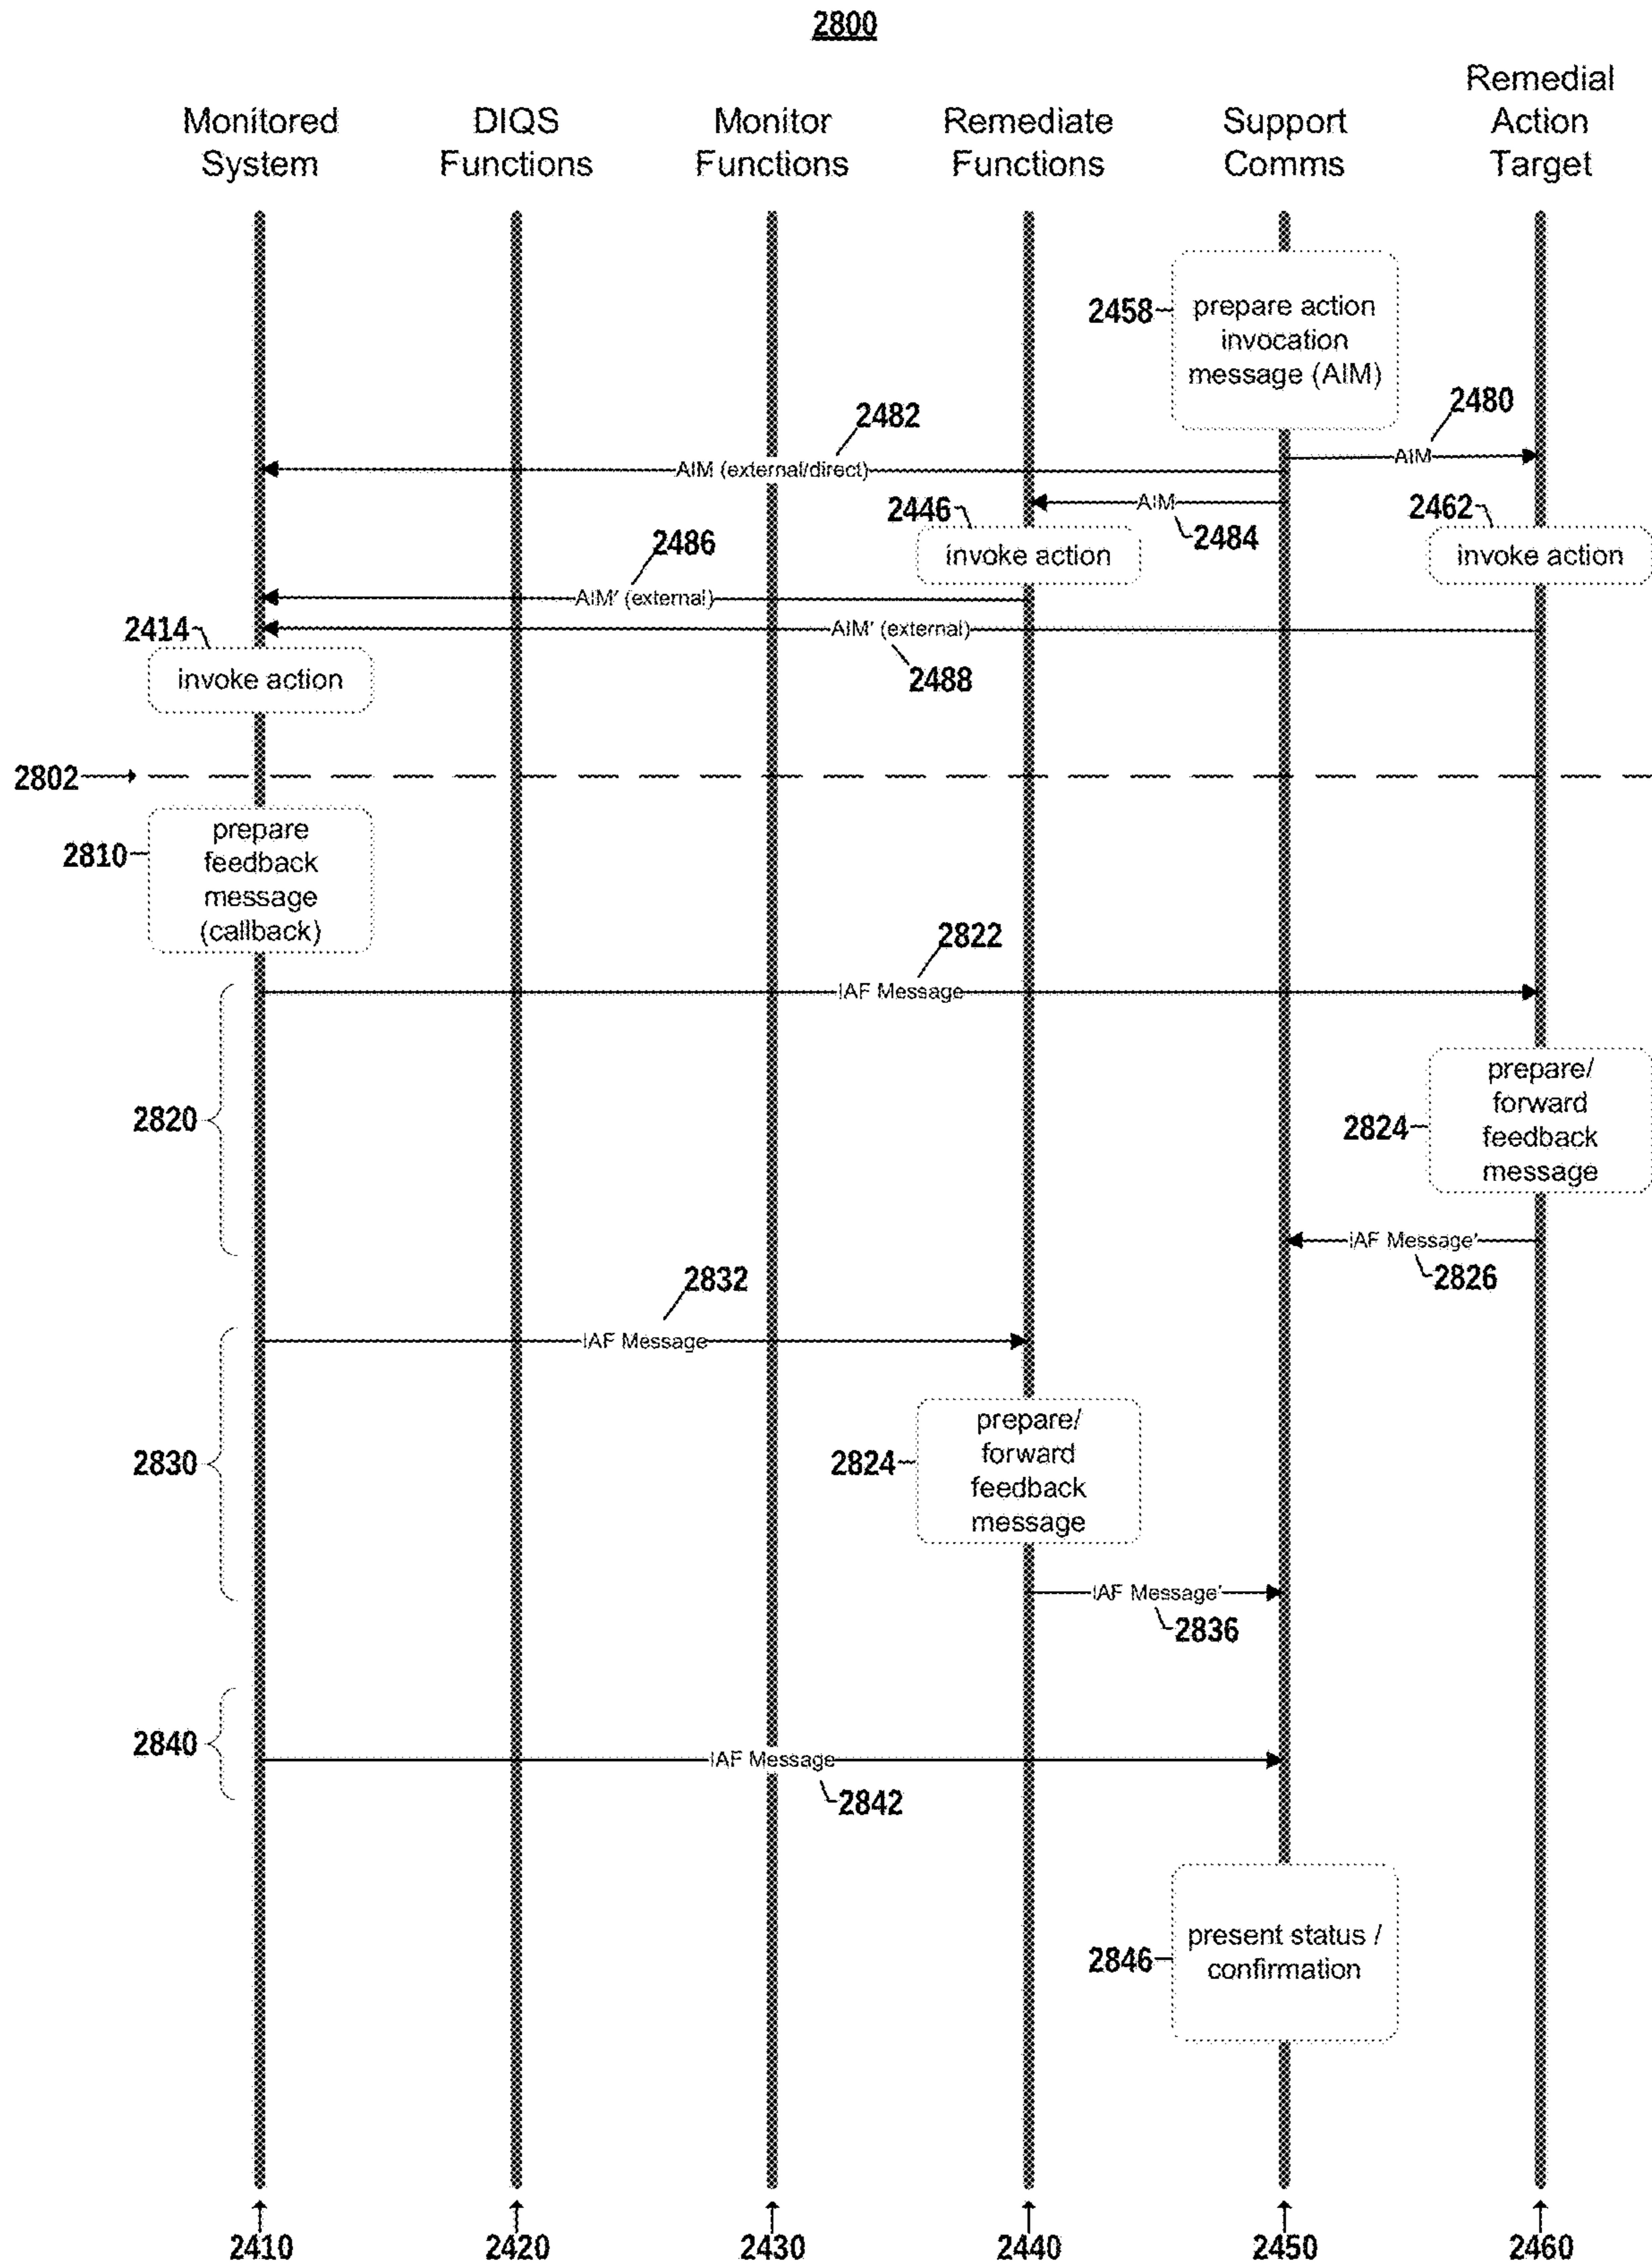 2800
Monitored
System
DIQS
Functions
Monitor
Functions
Remediate
Functions
Support
Comms
Remedial
Action
Target
2458
prepare action
invocation
message (AIM)
2482
2480
AIM (external/direct)
AIM
2446
AIM
2462
2484
2486
invoke action
invoke action
AIM' (external)
2414
AIM' (external)
invoke action
2488
2802
2810
prepare
feedback
message
(callback)
2822
IAF Message
2820
2824
prepare/
forward
feedback
message
IAF Message'
2826
2832
IAF Message
2830
2824
prepare/
forward
feedback
message
IAF Message'
2836
2840
IAF Message
2842
2846
present status /
confirmation
2410
2420
2430
2440
2450
2460